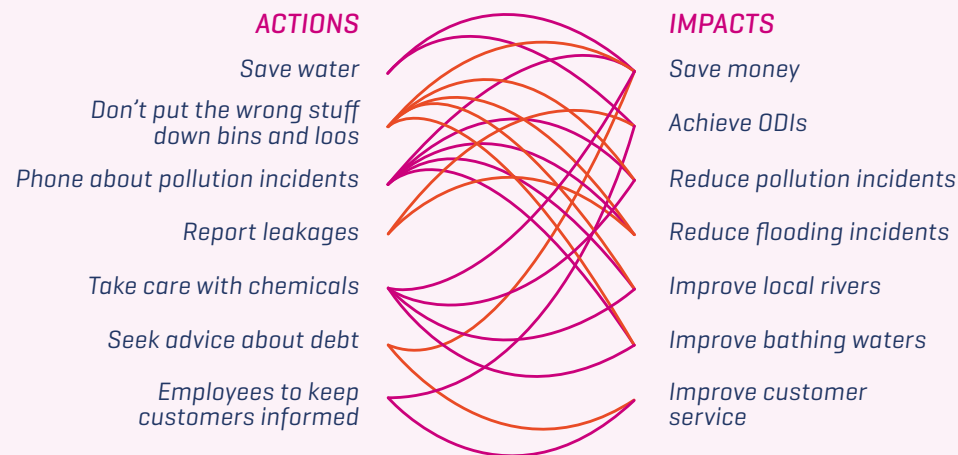 ACTIONS
Save water
Don't put the wrong stuff
down bins and loos
Phone about pollution incidents
Report leakages
Take care with chemicals
Seek advice about debt
Employees to keep
customers informed
IMPACTS
Save money
Achieve ODIs
Reduce pollution incidents
Reduce flooding incidents
Improve local rivers
Improve bathing waters
Improve customer
service